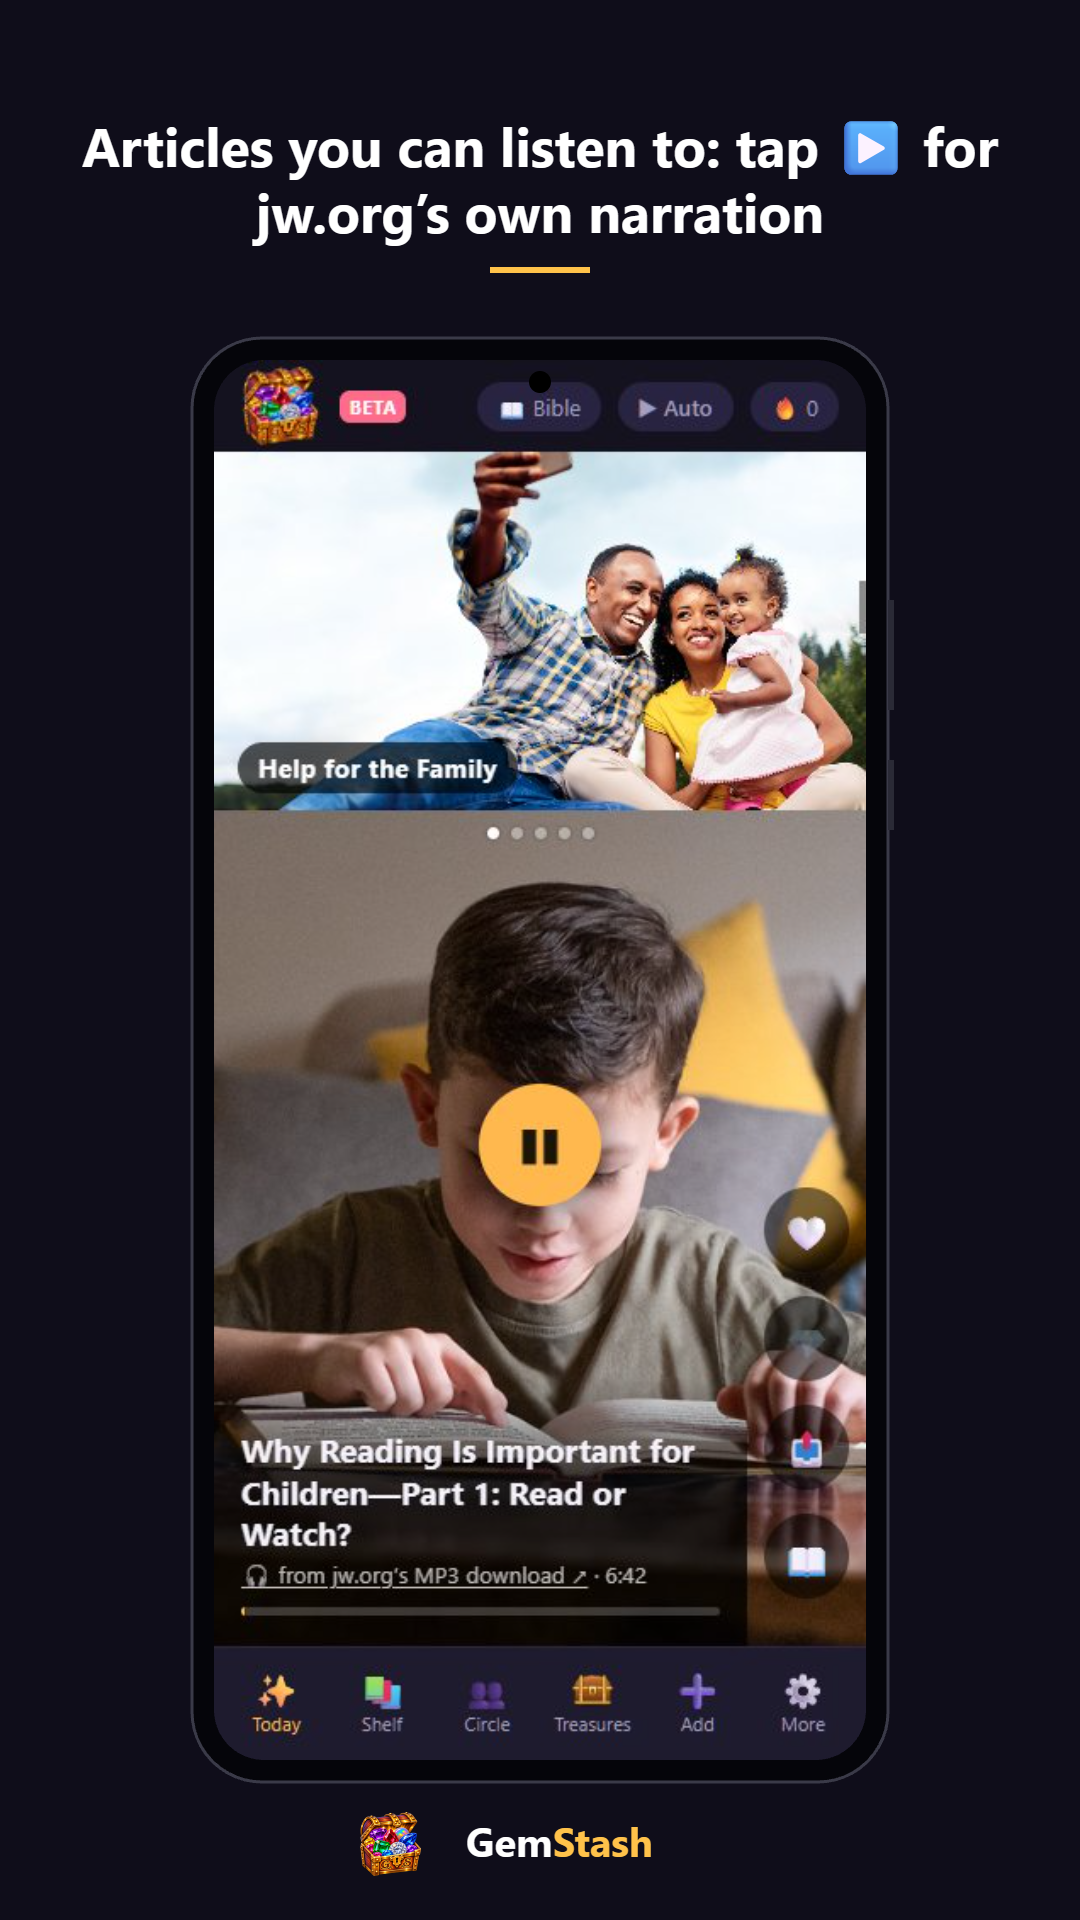 Articles you can listen to: tap ▶ for
jw.org’s own narration
BETA
Bible
Auto
0
Help for the Family
Why Reading Is Important for
Children—Part 1: Read or
Watch?
from jw.org’s MP3 download ↗ · 6:42
Today
Shelf
Circle
Treasures
Add
More
GemStash